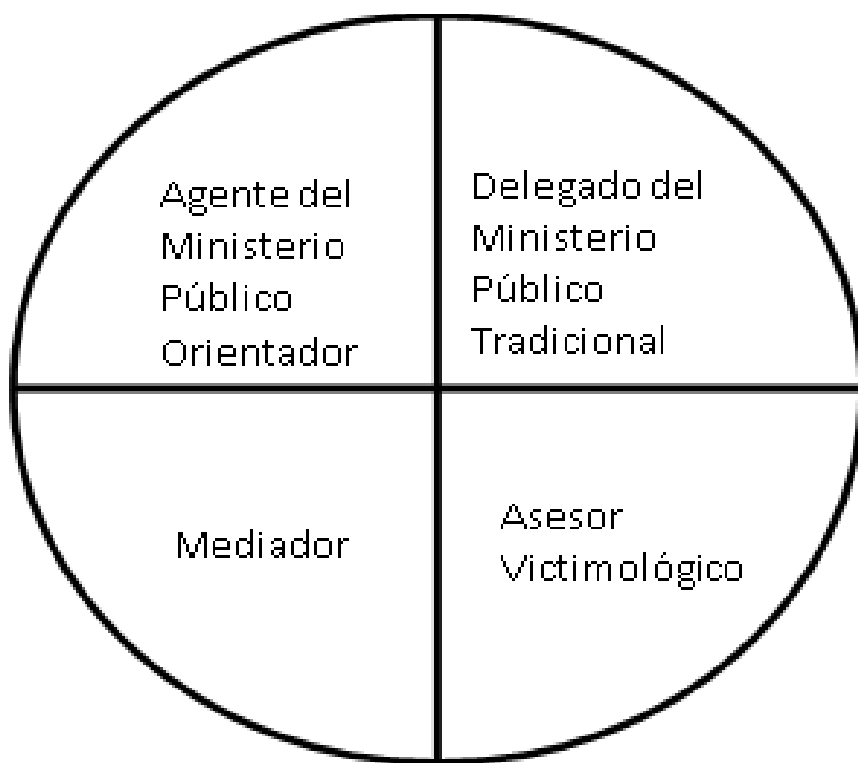 Agente del
Ministerio
Público
Orientador
Delegado del
Ministerio
Público
Tradicional
Mediador
Asesor
Victimológico